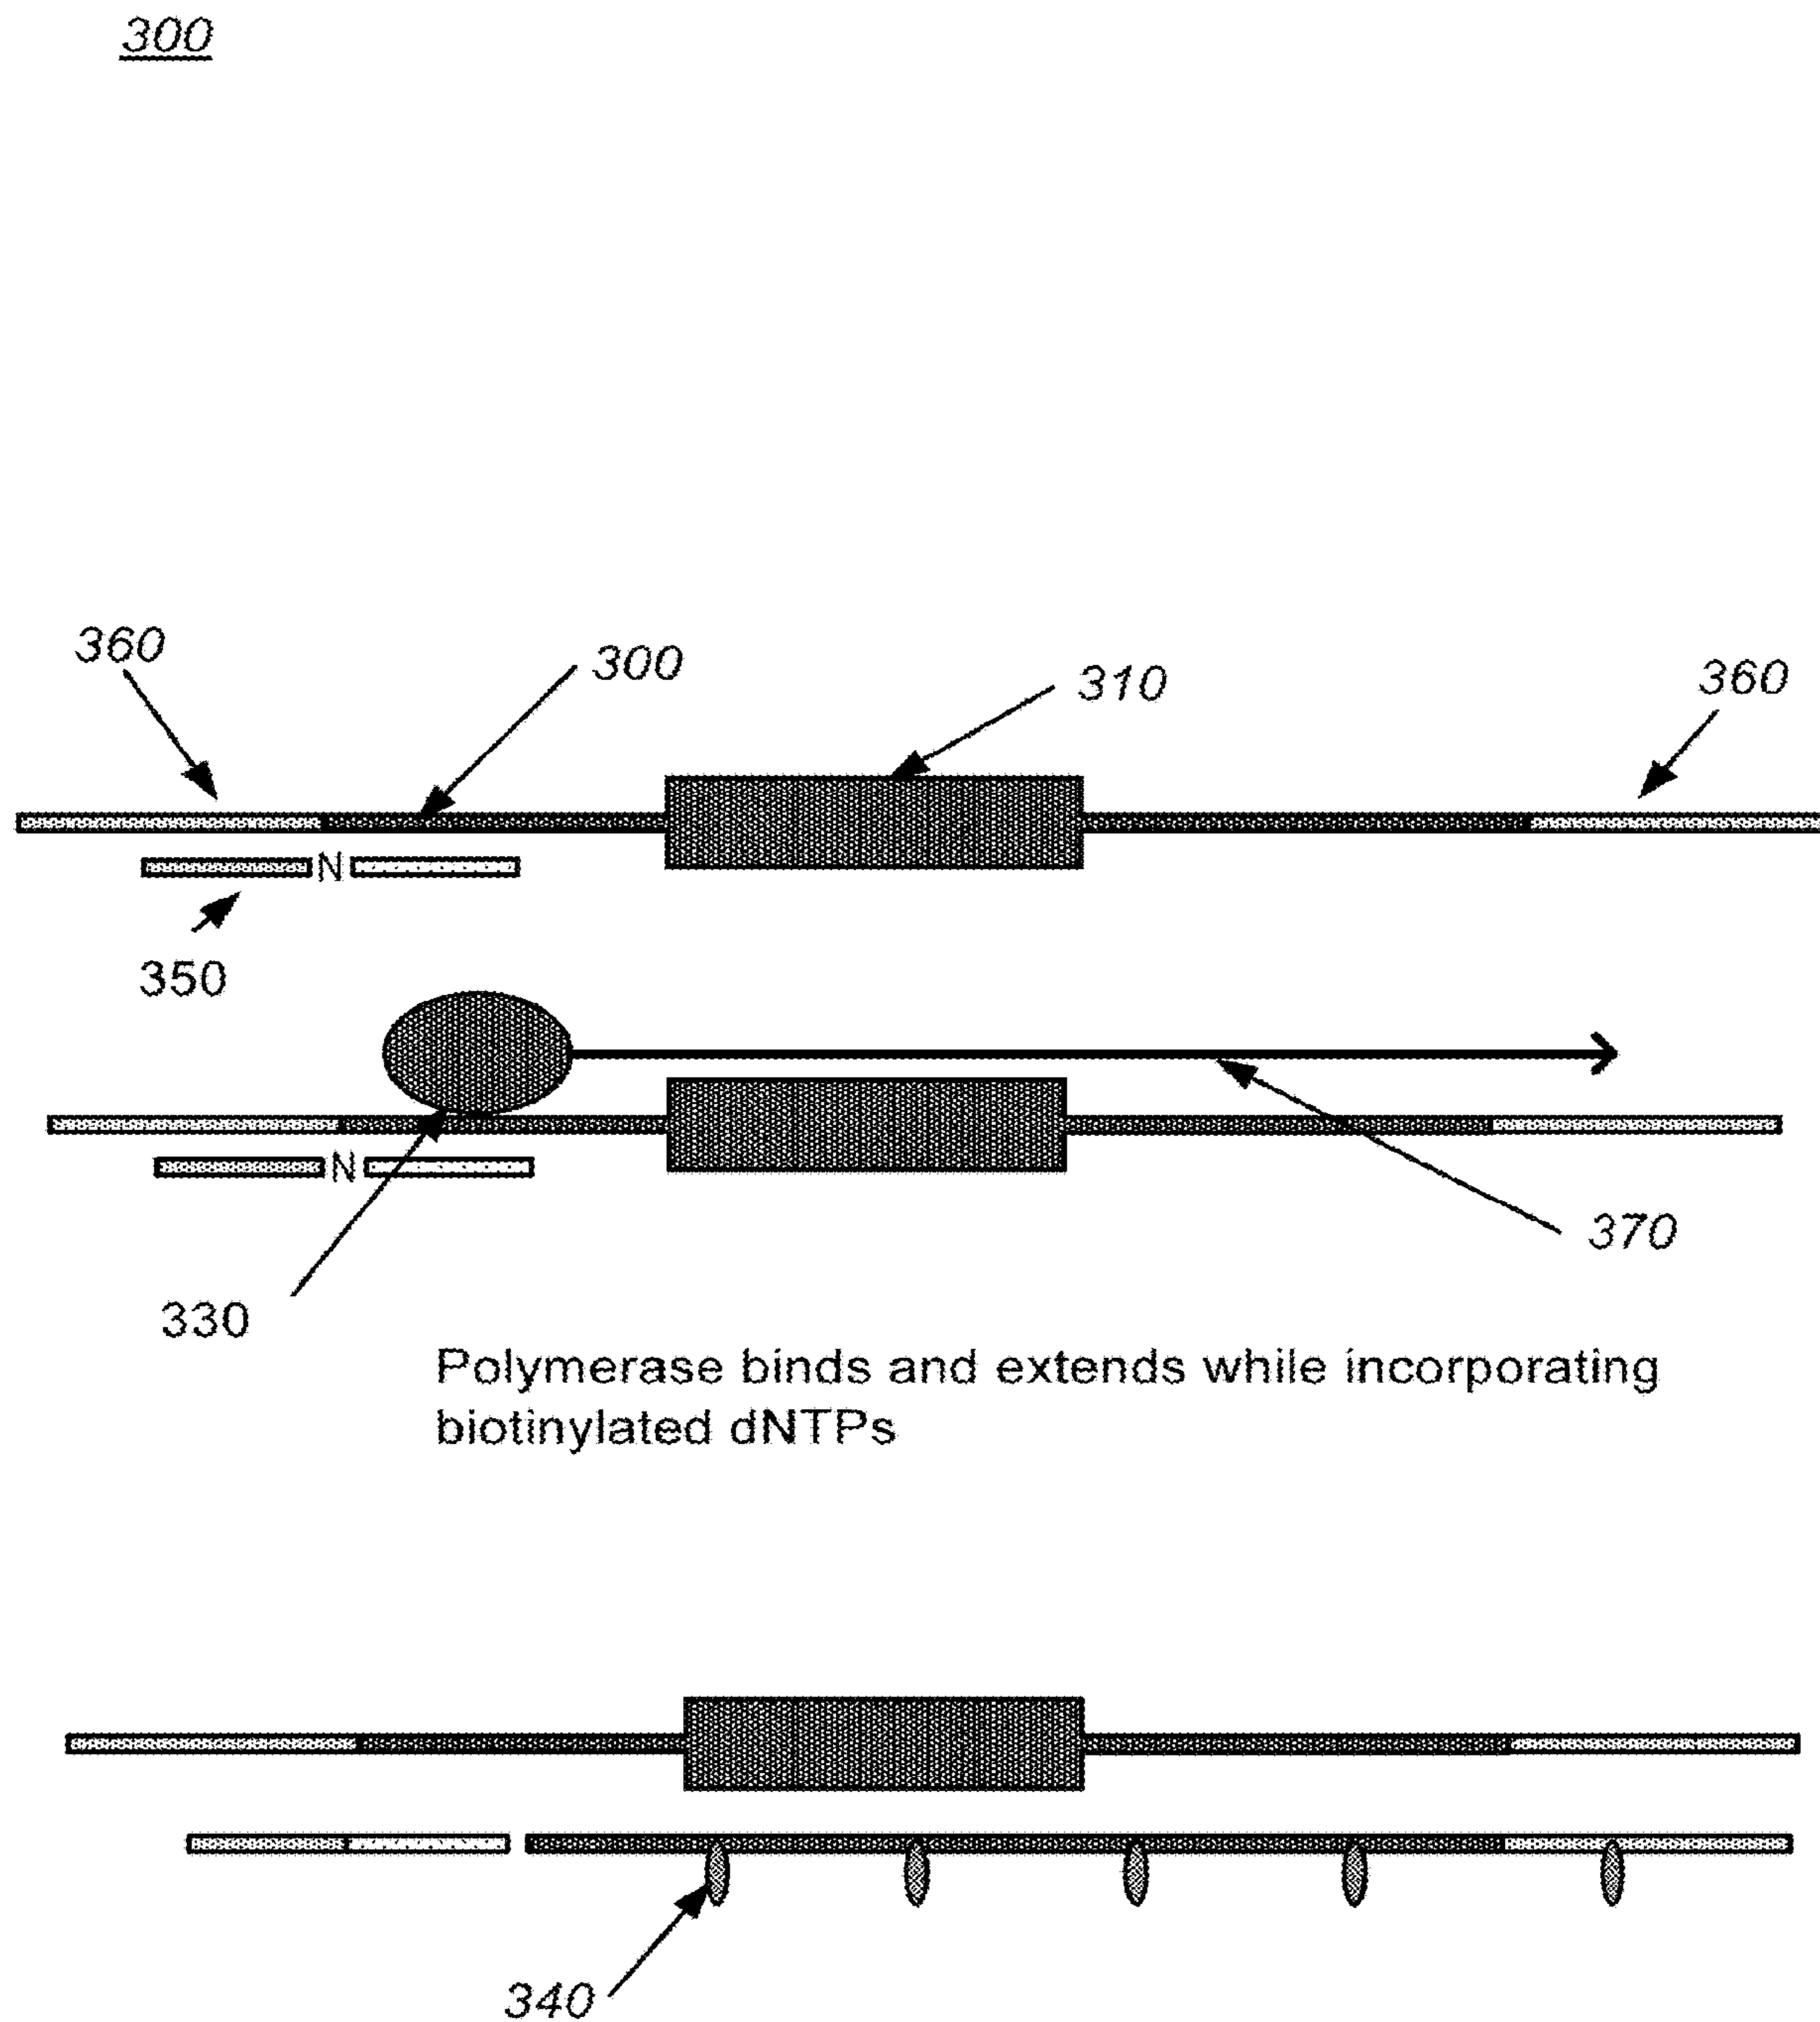 300
360
300
310
360
N
350
N
370
330
Polymerase binds and extends while incorporating
biotinylated dNTPs
340